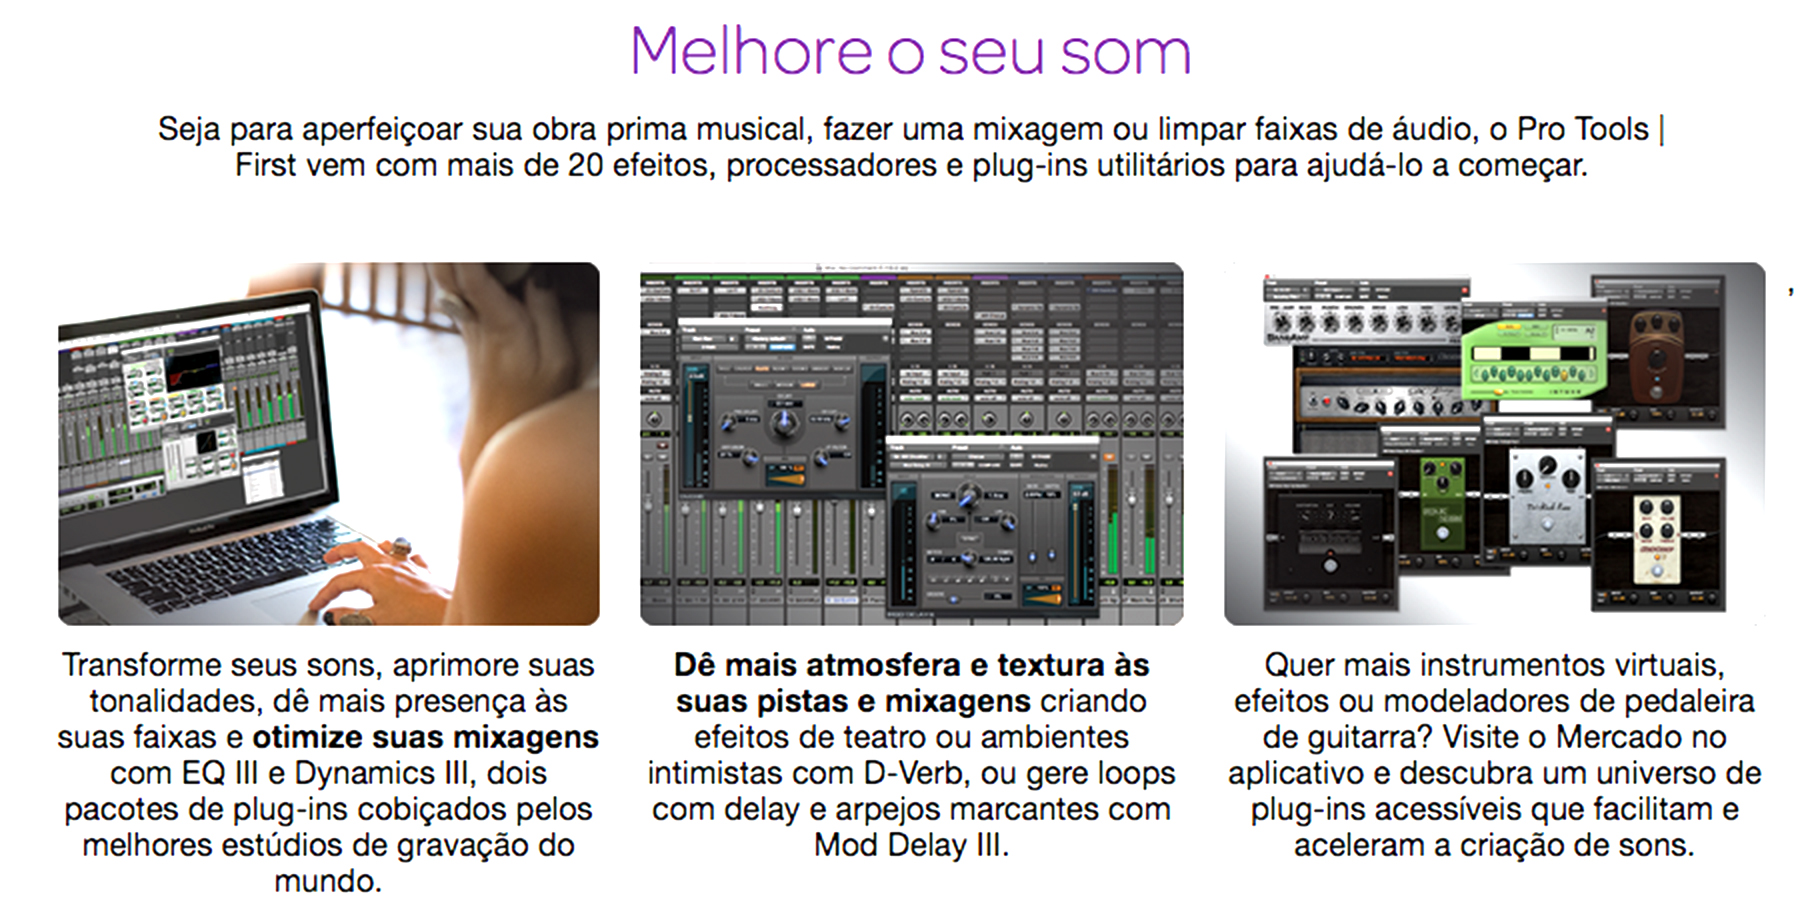 Melhore o seu som
Seja para aperfeiçoar sua obra prima musical, fazer uma mixagem ou limpar faixas de áudio, o Pro Tools |
First vem com mais de 20 efeitos, processadores e plug-ins utilitários para ajudá-lo a começar.
,
Transforme seus sons, aprimore suas
tonalidades, dê mais presença às
suas faixas e otimize suas mixagens
com EQ III e Dynamics III, dois
pacotes de plug-ins cobiçados pelos
melhores estúdios de gravação do
mundo.
Dê mais atmosfera e textura às
suas pistas e mixagens criando
efeitos de teatro ou ambientes
intimistas com D-Verb, ou gere loops
com delay e arpejos marcantes com
Mod Delay III.
Quer mais instrumentos virtuais,
efeitos ou modeladores de pedaleira
de guitarra? Visite o Mercado no
aplicativo e descubra um universo de
plug-ins acessíveis que facilitam e
aceleram a criação de sons.